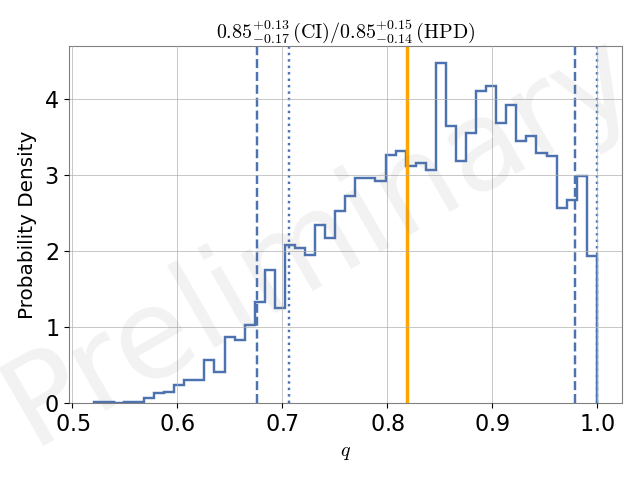 0.85^{+0.13}_{-0.17} (CI)/0.85^{+0.15}_{-0.14} (HPD)
Preliminary
Probability Density
4
3
2
1
0
0.5 0.6 0.7 0.8 0.9 1.0
q